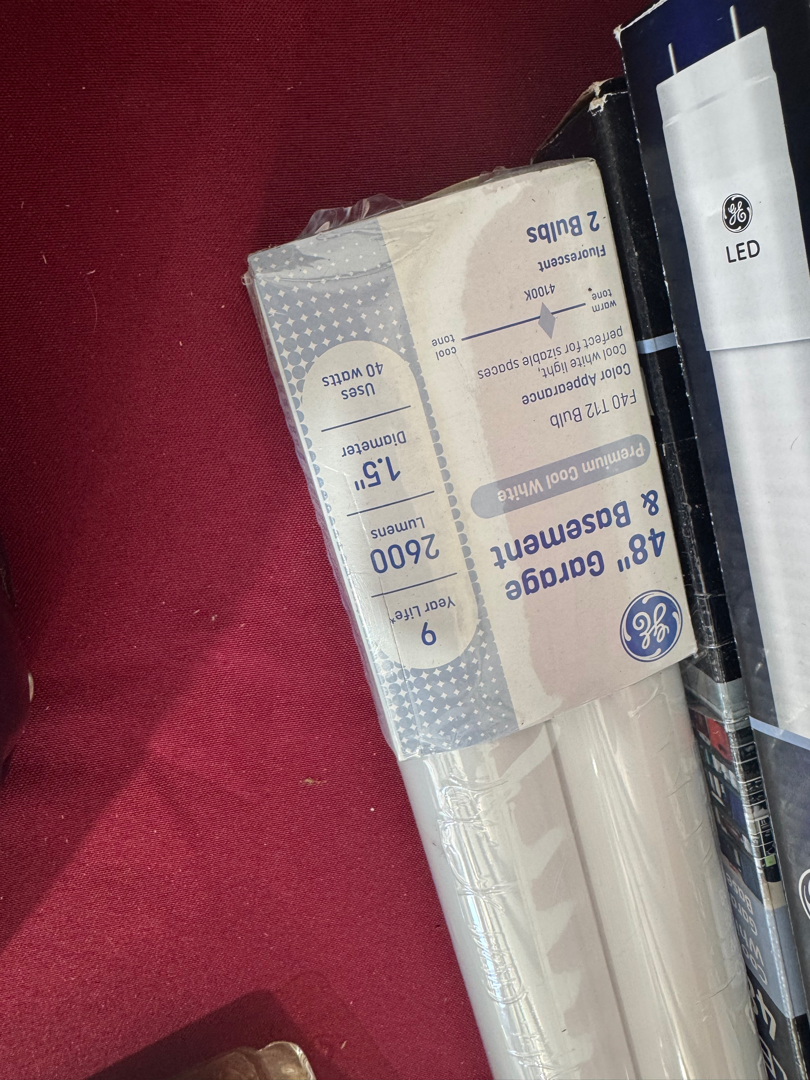 GE
48" Garage
& Basement
Premium Cool White
F40 T12 Bulb
Color Appearance
Cool white light,
perfect for sizable spaces
warm
tone
cool
tone
4100K
Fluorescent
2 Bulbs
9
Year Life*
2600
Lumens
1.5"
Diameter
Uses
40 watts
GE
LED